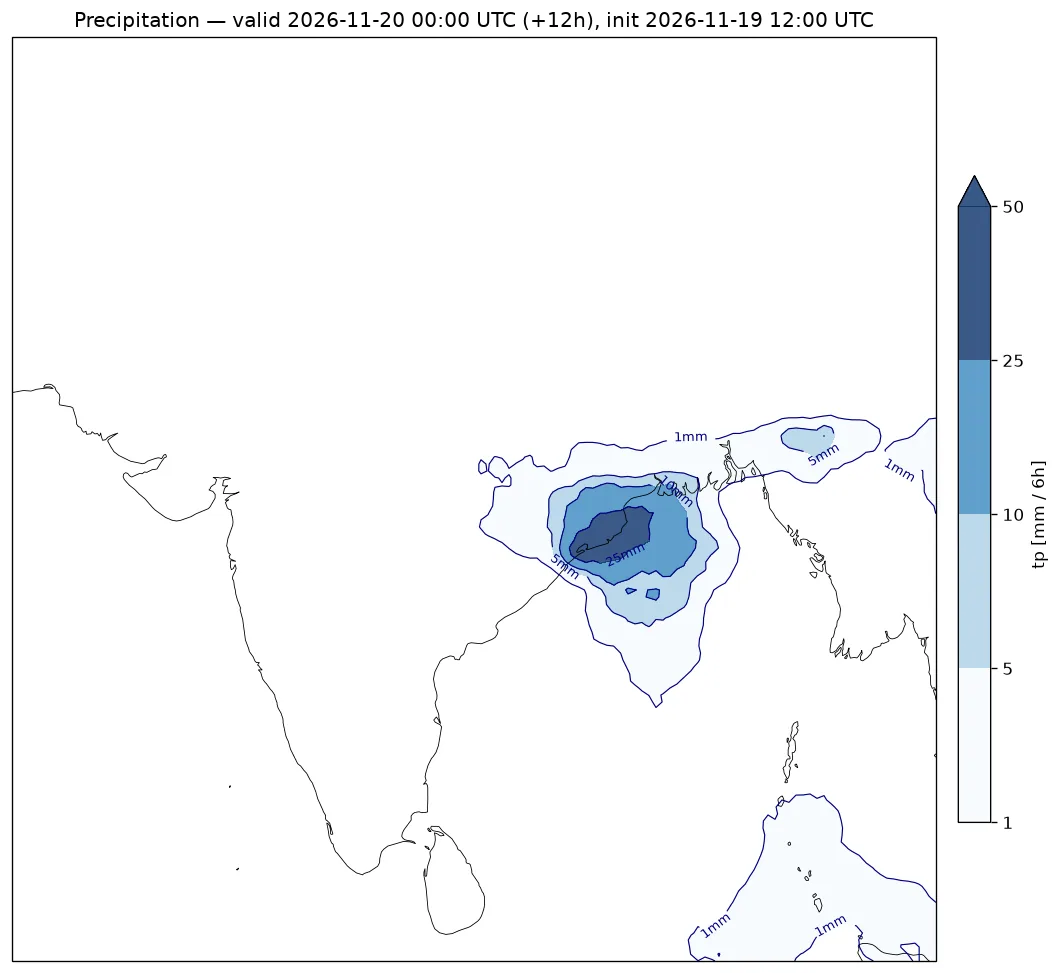 Precipitation — valid 2026-11-20 00:00 UTC (+12h), init 2026-11-19 12:00 UTC
50
25
10
5
1
tp [mm / 6h]
1mm
5mm
1mm
25mm
5mm
1mm
1mm